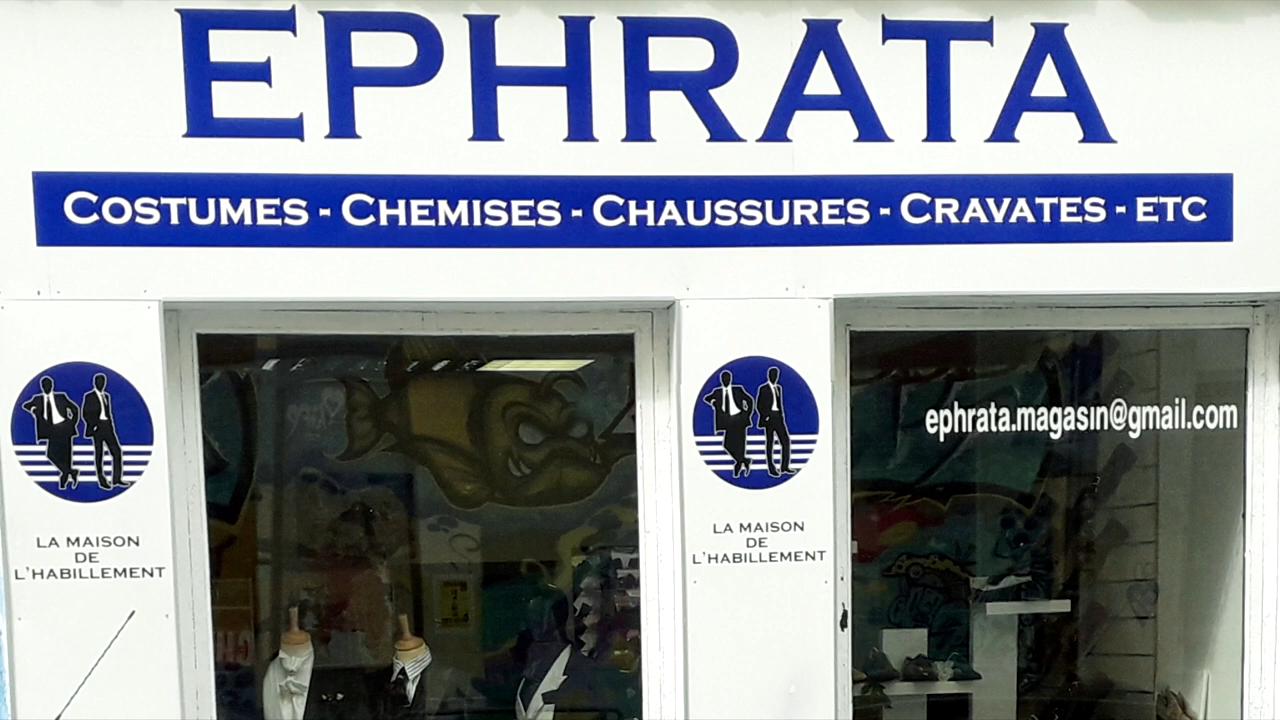 EPHRATA
COSTUMES - CHEMISES - CHAUSSURES - CRAVATES - ETC
LA MAISON
DE
L'HABILLEMENT
LA MAISON
DE
L'HABILLEMENT
ephrata.magasin@gmail.com